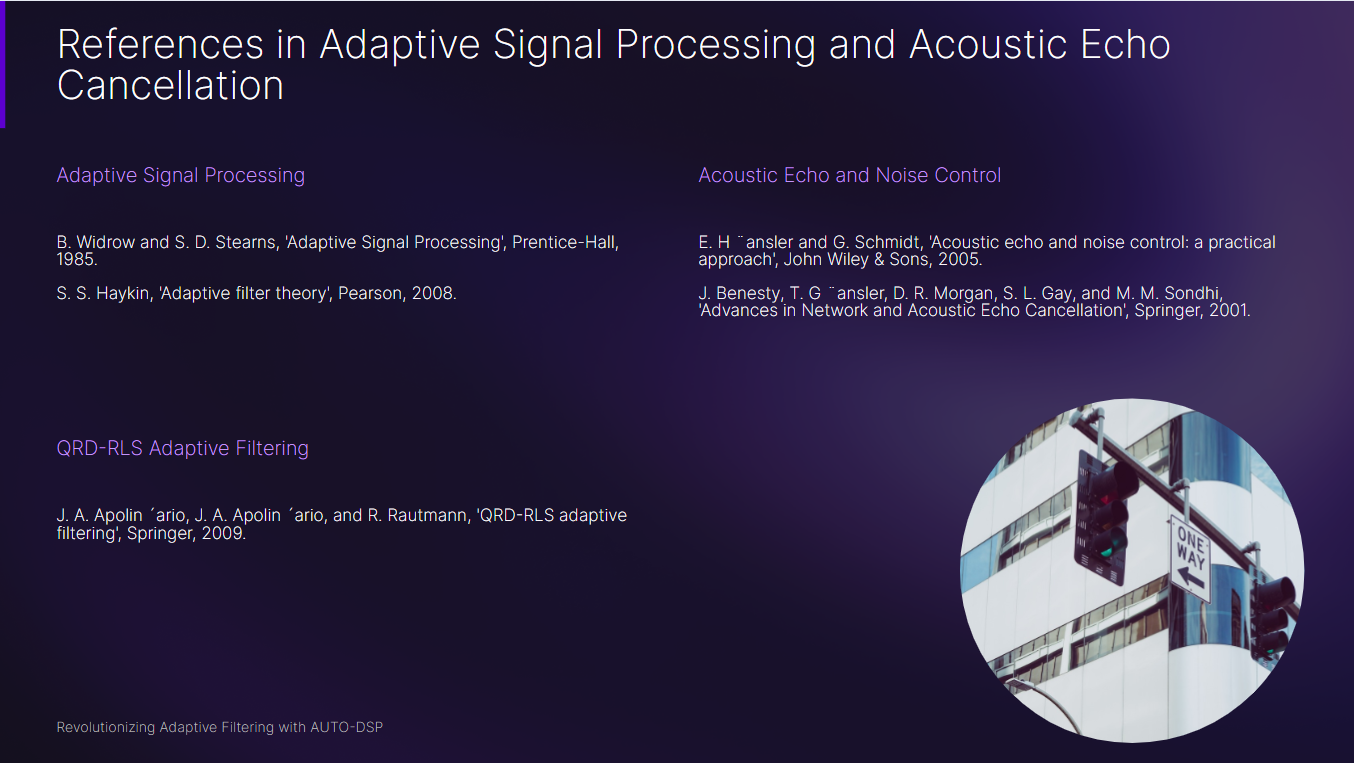 References in Adaptive Signal Processing and Acoustic Echo
Cancellation
Adaptive Signal Processing
B. Widrow and S. D. Stearns, 'Adaptive Signal Processing', Prentice-Hall,
1985.
S. S. Haykin, 'Adaptive filter theory', Pearson, 2008.
Acoustic Echo and Noise Control
E. H ¨ansler and G. Schmidt, 'Acoustic echo and noise control: a practical
approach', John Wiley & Sons, 2005.
J. Benesty, T. G ¨ansler, D. R. Morgan, S. L. Gay, and M. M. Sondhi,
'Advances in Network and Acoustic Echo Cancellation', Springer, 2001.
QRD-RLS Adaptive Filtering
J. A. Apolin ´ario, J. A. Apolin ´ario, and R. Rautmann, 'QRD-RLS adaptive
filtering', Springer, 2009.
ONE
WAY
Revolutionizing Adaptive Filtering with AUTO-DSP